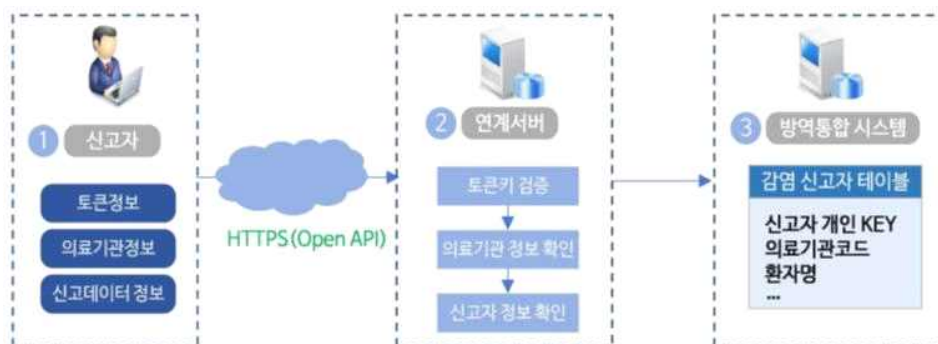 1 신고자
토큰정보
의료기관정보
신고데이터 정보
HTTPS(Open API)
2 연계서버
토큰키 검증
의료기관 정보 확인
신고자 정보 확인
3 방역통합 시스템
감염 신고자 테이블
신고자 개인 KEY
의료기관코드
환자명
...